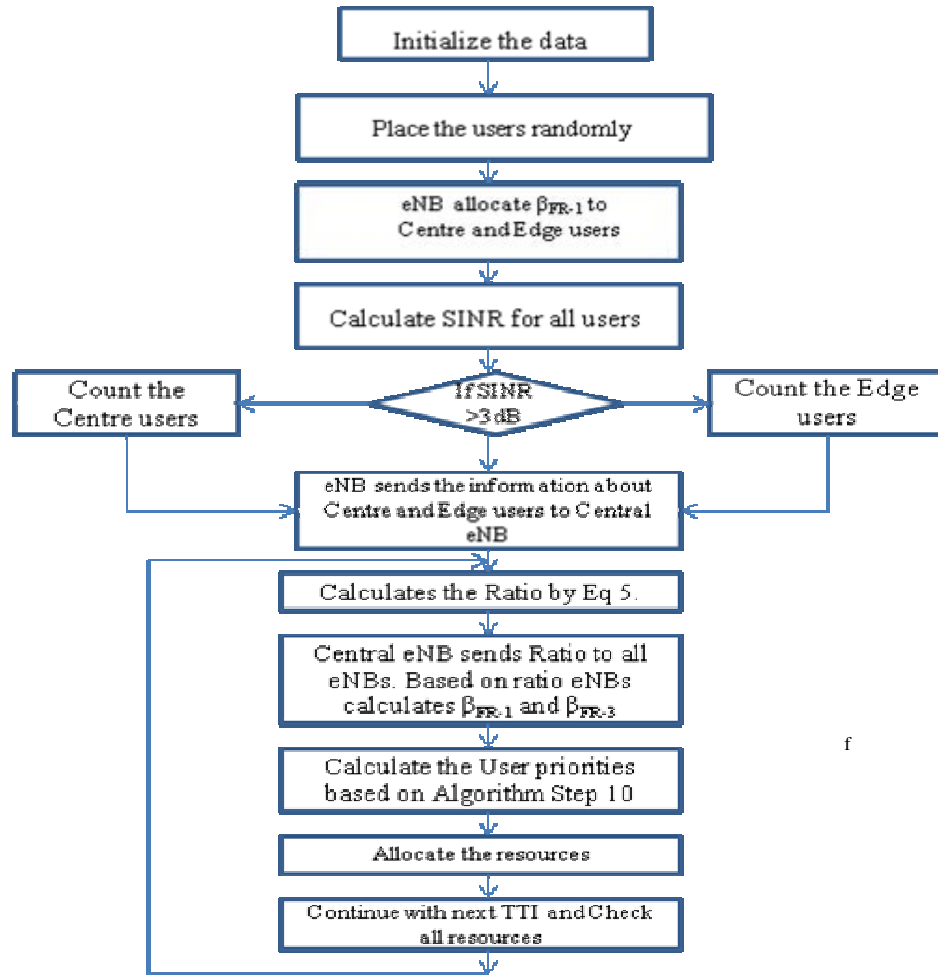 Initialize the data
Place the users randomly
eNB allocate βFR-1 to
Centre and Edge users
Calculate SINR for all users
Count the
Centre users
If SINR
>3dB
Count the Edge
users
eNB sends the information about
Centre and Edge users to Central
eNB
Calculates the Ratio by Eq 5.
Central eNB sends Ratio to all
eNBs. Based on ratio eNBs
calculates βFR-1 and βFR-3
f
Calculate the User priorities
based on Algorithm Step 10
Allocate the resources
Continue with next TTI and Check
all resources